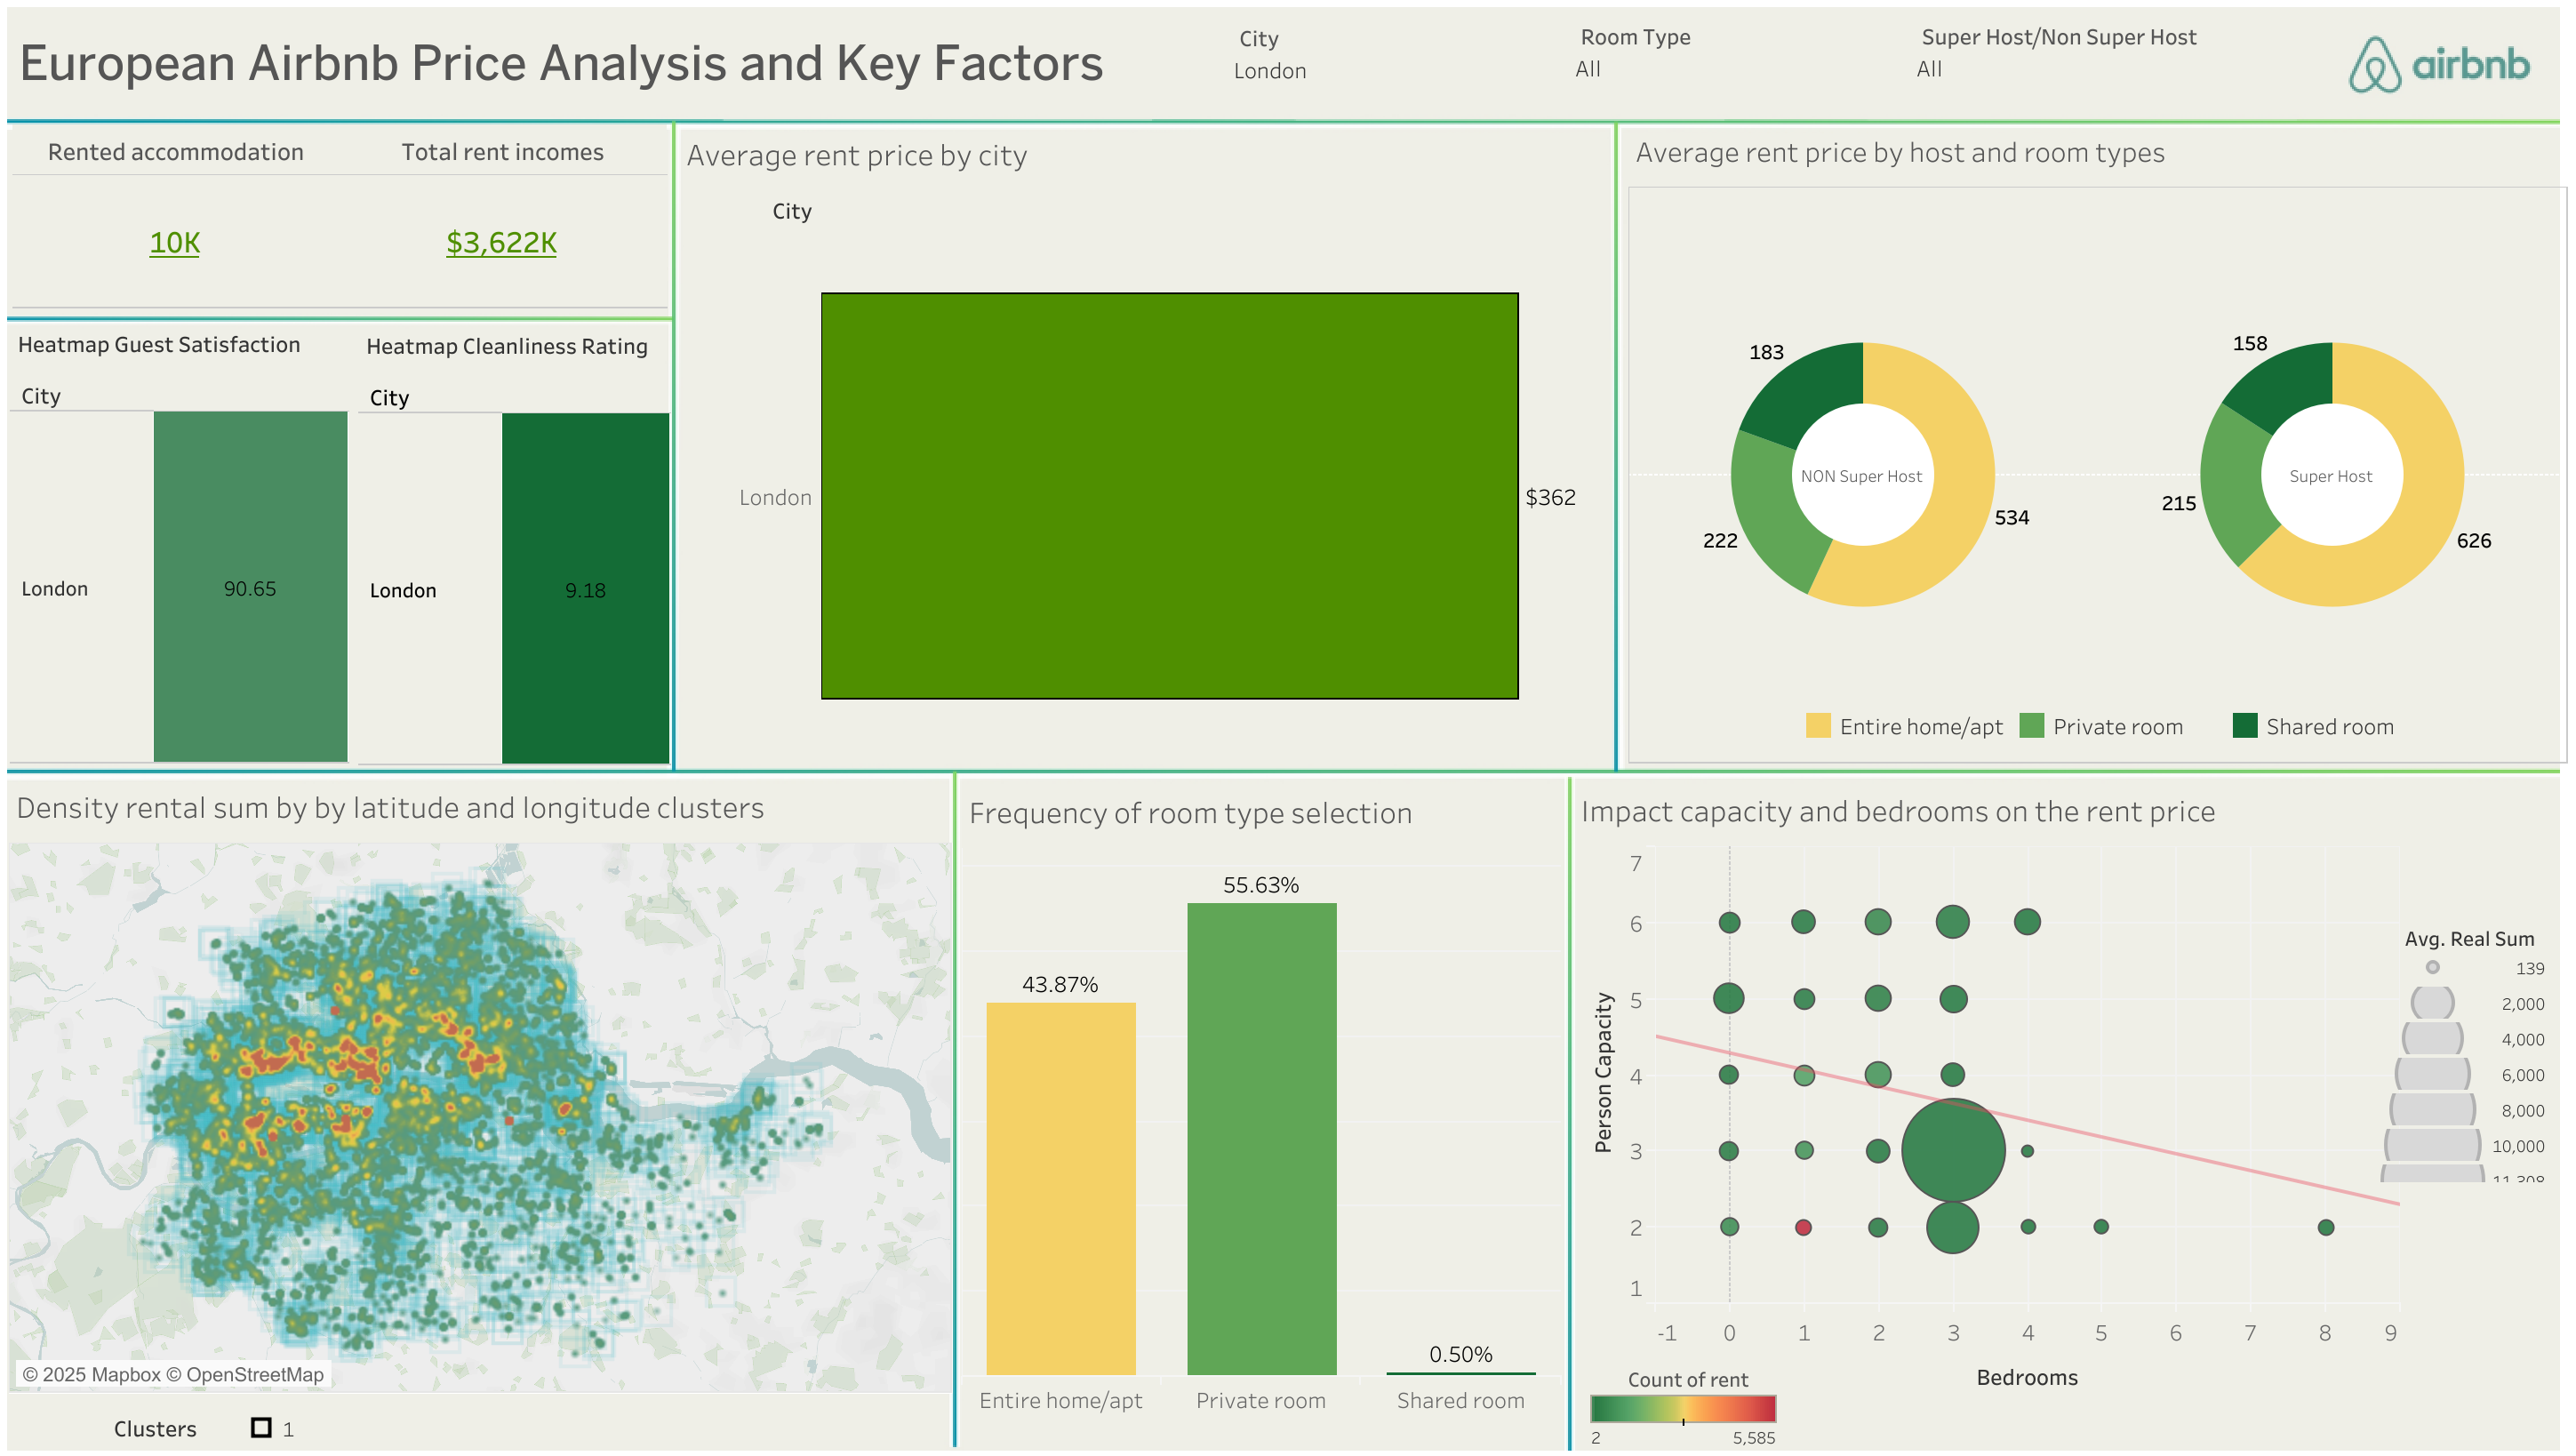 European Airbnb Price Analysis and Key Factors
City
London
Room Type
All
Super Host/Non Super Host
All
airbnb
Rented accommodation
Total rent incomes
10K
$3,622K
Heatmap Guest Satisfaction
City
London
90.65
Heatmap Cleanliness Rating
City
London
9.18
Average rent price by city
City
London
$362
Average rent price by host and room types
183
222
534
NON Super Host
158
215
626
Super Host
Entire home/apt
Private room
Shared room
Density rental sum by by latitude and longitude clusters
© 2025 Mapbox © OpenStreetMap
Clusters
1
Frequency of room type selection
43.87%
55.63%
0.50%
Entire home/apt
Private room
Shared room
Impact capacity and bedrooms on the rent price
Person Capacity
7
6
5
4
3
2
1
-1
0
1
2
3
4
5
6
7
8
9
Bedrooms
Avg. Real Sum
139
2,000
4,000
6,000
8,000
10,000
11,308
Count of rent
2
5,585